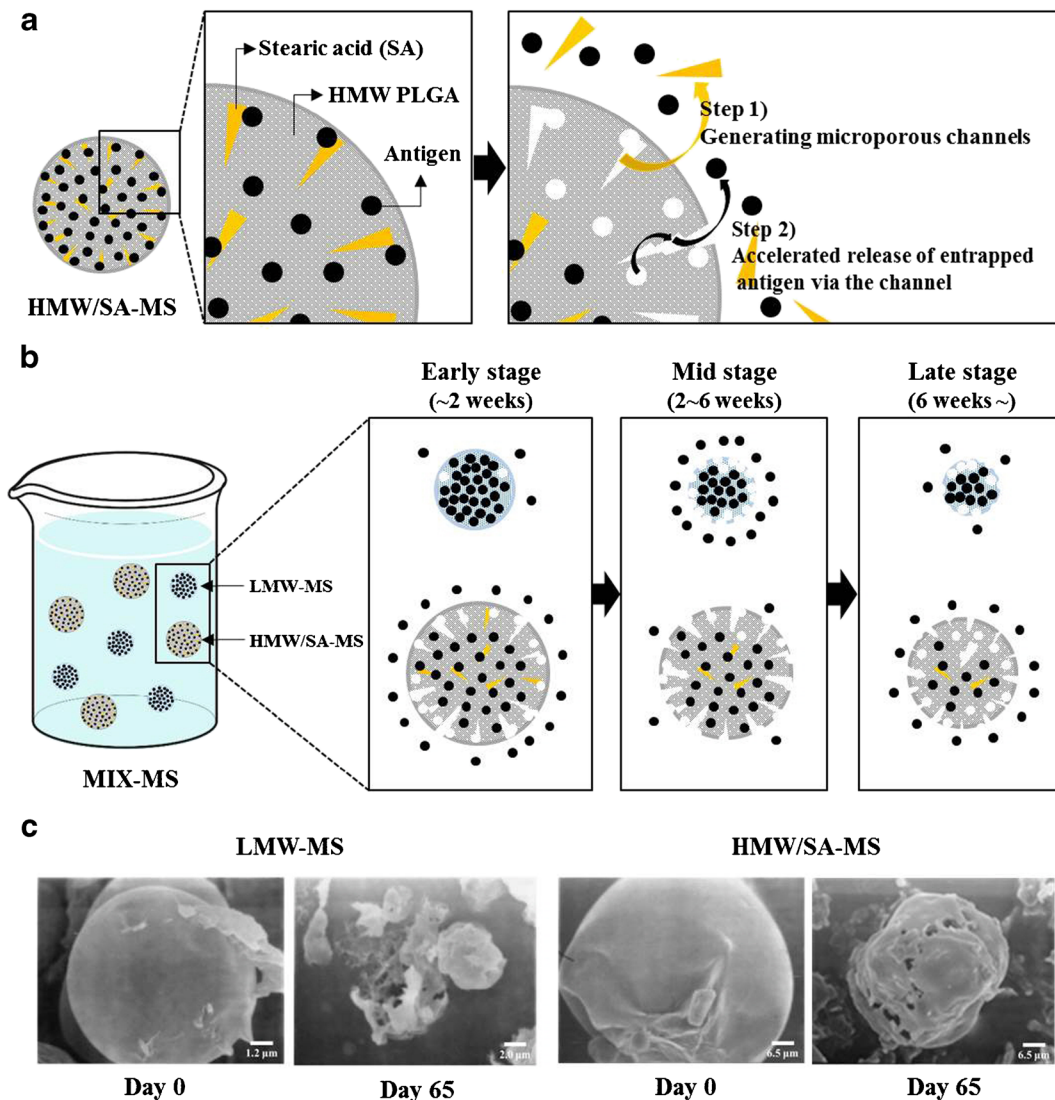 a
Stearic acid (SA)
HMW PLGA
Antigen
HMW/SA-MS
Step 1)
Generating microporous channels
Step 2)
Accelerated release of entrapped
antigen via the channel
b
Early stage
(~2 weeks)
Mid stage
(2~6 weeks)
Late stage
(6 weeks ~)
LMW-MS
HMW/SA-MS
MIX-MS
c
LMW-MS
HMW/SA-MS
1.2 μm
2.0 μm
6.5 μm
6.5 μm
Day 0
Day 65
Day 0
Day 65